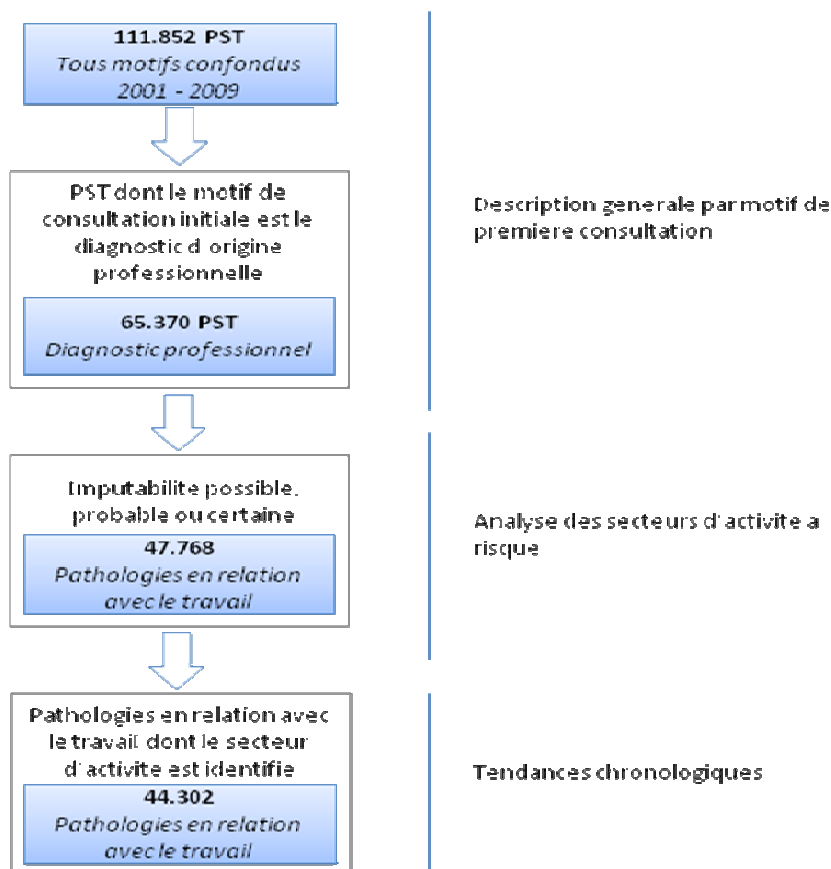 111.852 PST
Tous motifs confondus
2001 - 2009
PST dont le motif de
consultation initiale est le
diagnostic d origine
professionnelle
65.370 PST
Diagnostic professionnel
Description generale par motif de
premiere consultation
Imputabilite possible,
probable ou certaine
47.768
Pathologies en relation
avec le travail
Analyse des secteurs d'activite a
risque
Pathologies en relation avec
le travail dont le secteur
d'activite est identifie
44.302
Pathologies en relation
avec le travail
Tendances chronologiques